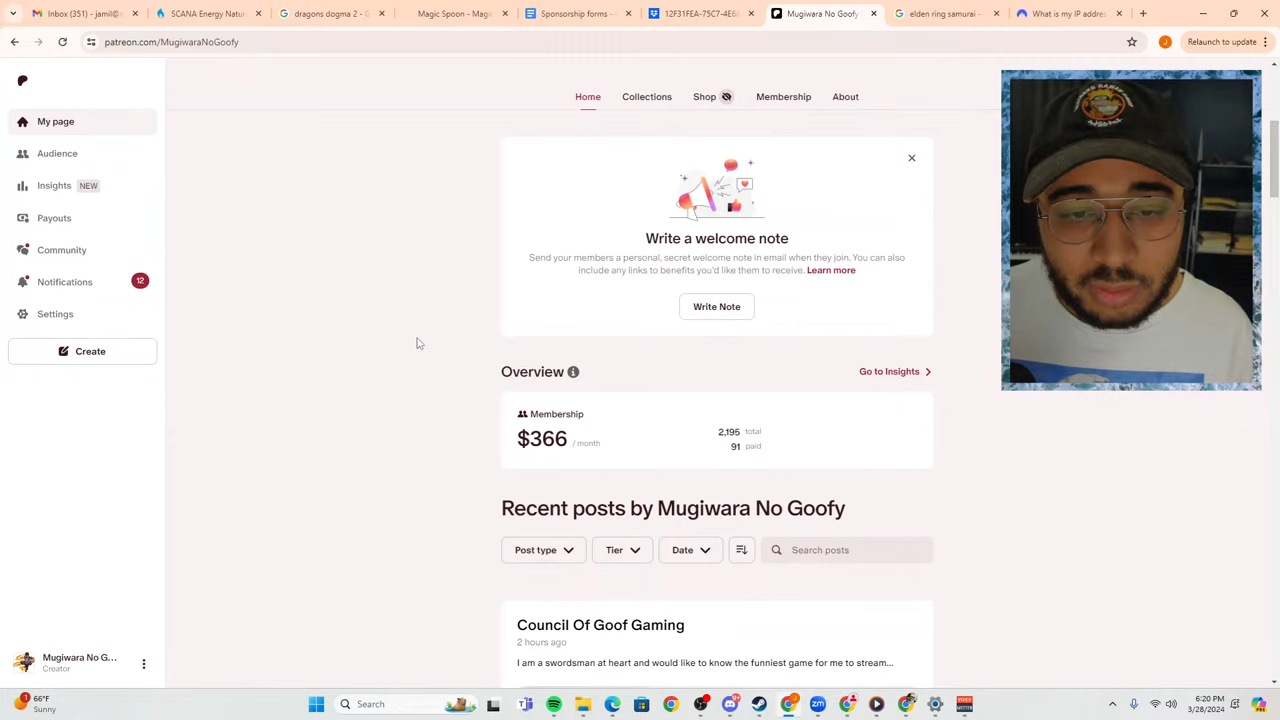 SCANA Energy Natu
dragons dogma 2 - G
Magic Spoon - Mag
Sponsorship forms -
12F31FEA-75C7-4E6
Mugiwara No Goofy
elden ring samurai -
What is my IP addres
patreon.com/MugiwaraNoGoofy
J
Relaunch to update
Home
Collections
Shop
Membership
About
My page
Audience
Insights NEW
Payouts
Community
Notifications 12
Settings
Create
Write a welcome note
Send your members a personal, secret welcome note in email when they join. You can also
include any links to benefits you'd like them to receive. Learn more
Write Note
Overview
Go to Insights
Membership
$366 / month
2,195 total
91 paid
Recent posts by Mugiwara No Goofy
Post type
Tier
Date
Search posts
Council Of Goof Gaming
2 hours ago
I am a swordsman at heart and would like to know the funniest game for me to stream...
Mugiwara No G...
Creator
66°F
Sunny
Search
6:20 PM
3/28/2024